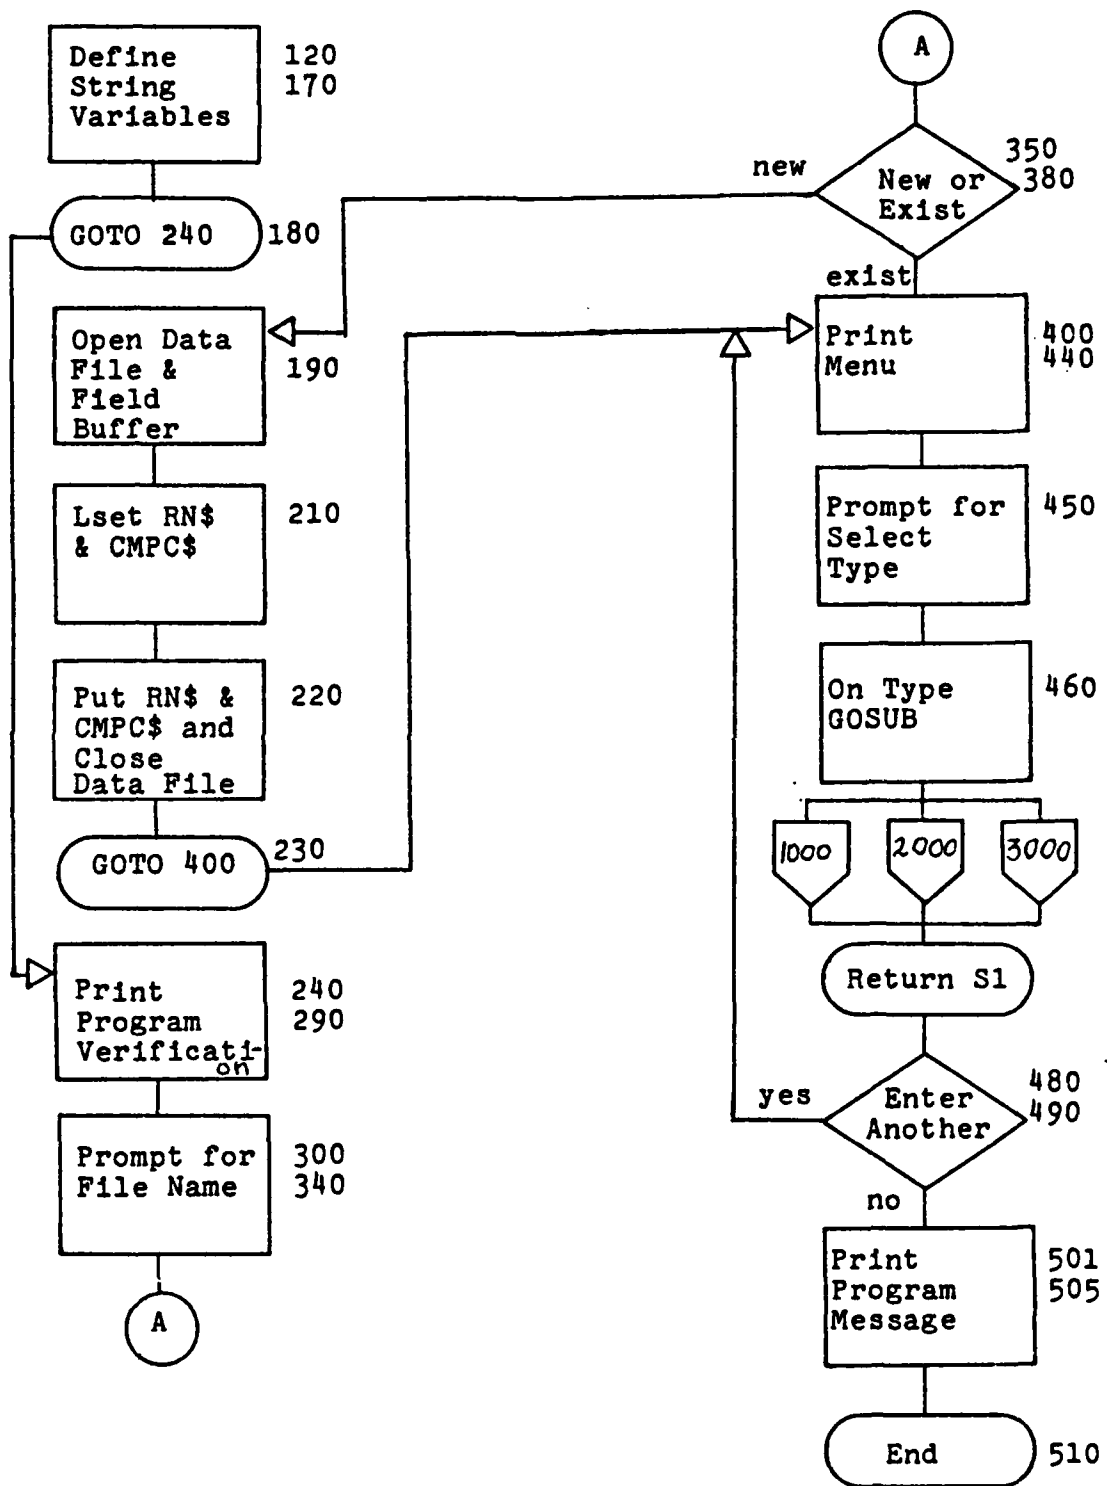 Define
String
Variables
120
170
GOTO 240
180
Open Data
File &
Field
Buffer
190
Lset RN$
& CMPC$
210
Put RN$ &
CMPC$ and
Close
Data File
220
GOTO 400
230
Print
Program
Verificati-
on
240
290
Prompt for
File Name
300
340
A
A
New or
Exist
350
380
new
exist
Print
Menu
400
440
Prompt for
Select
Type
450
On Type
GOSUB
460
1000
2000
3000
Return S1
Enter
Another
480
490
yes
no
Print
Program
Message
501
505
End
510